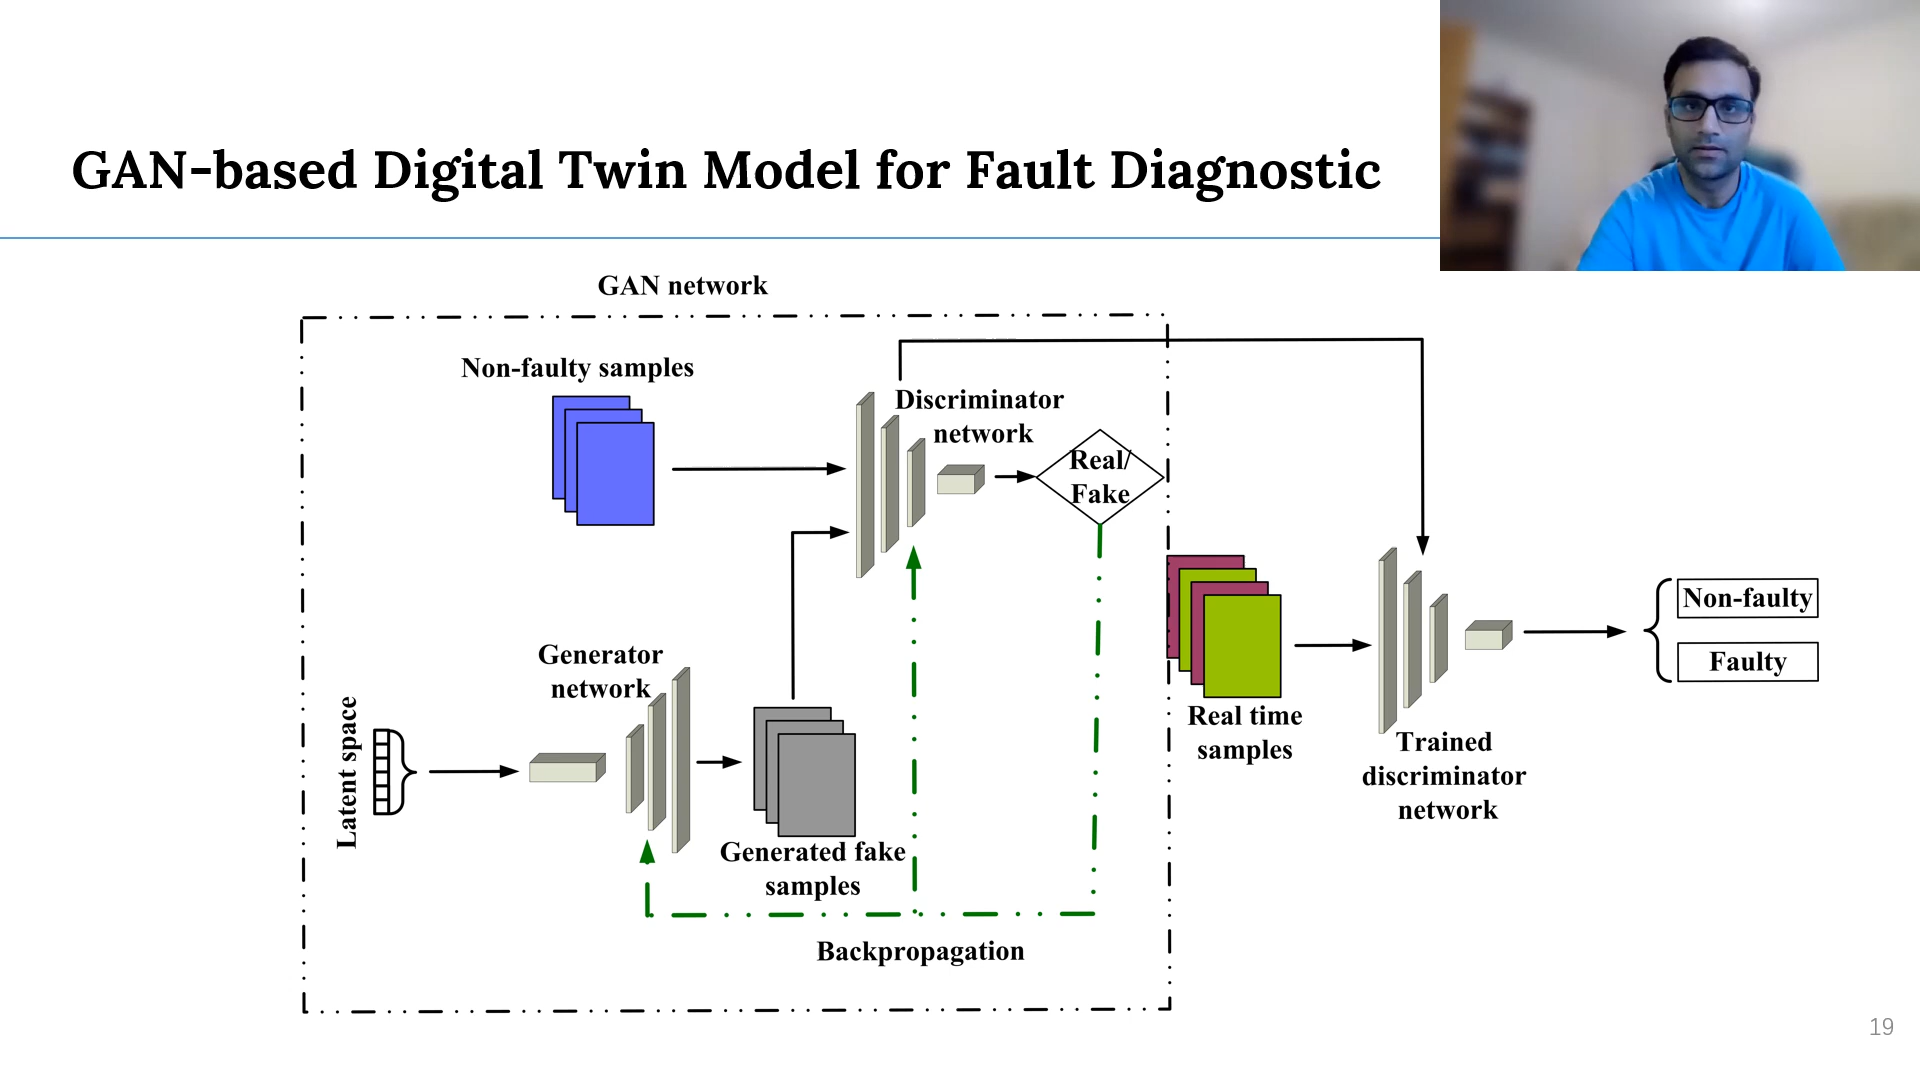 GAN-based Digital Twin Model for Fault Diagnostic
GAN network
Non-faulty samples
Discriminator
network
Real/
Fake
Generator
network
Latent space
Generated fake
samples
Backpropagation
Real time
samples
Trained
discriminator
network
Non-faulty
Faulty
19